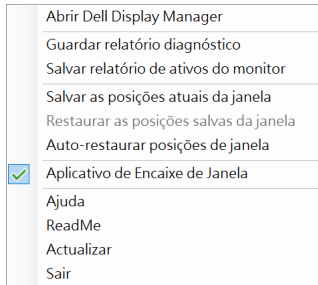 Abrir Dell Display Manager
Guardar relatório diagnóstico
Salvar relatório de ativos do monitor
Salvar as posições atuais da janela
Restaurar as posições salvas da janela
Auto-restaurar posições de janela
Aplicativo de Encaixe de Janela
Ajuda
ReadMe
Actualizar
Sair